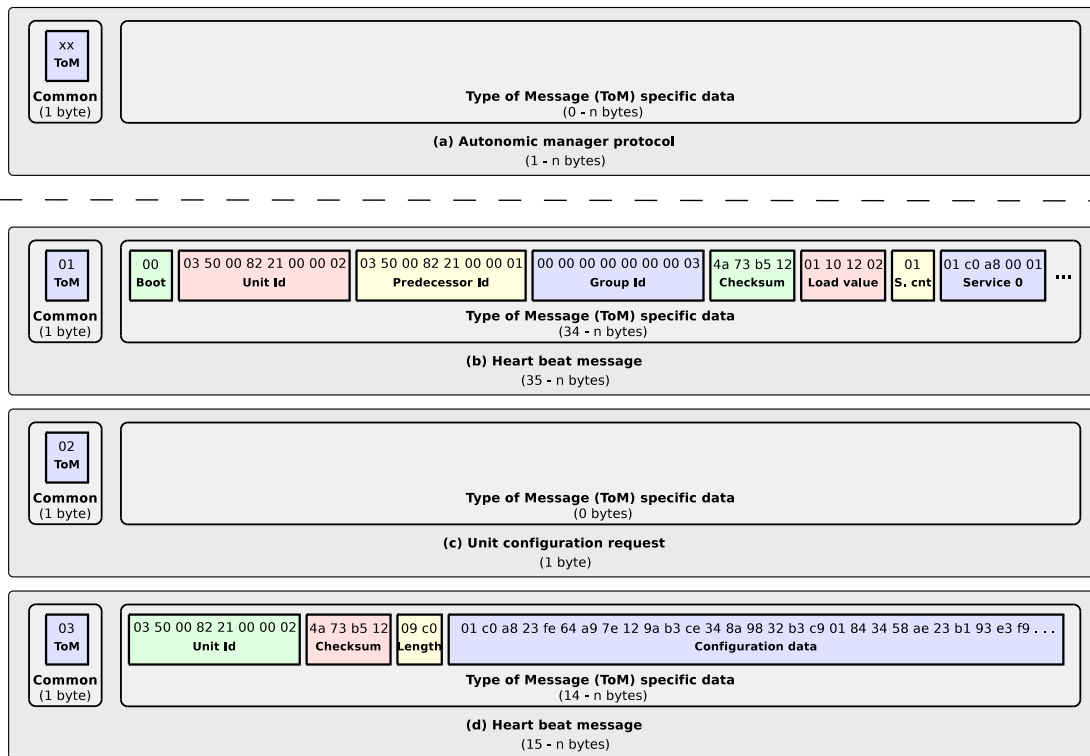 xx
ToM
Common
(1 byte)
Type of Message (ToM) specific data
(0 - n bytes)
(a) Autonomic manager protocol
(1 - n bytes)
01
ToM
Common
(1 byte)
00
Boot
03 50 00 82 21 00 00 02
Unit Id
03 50 00 82 21 00 00 01
Predecessor Id
00 00 00 00 00 00 00 03
Group Id
4a 73 b5 12
Checksum
01 10 12 02
Load value
01
S. cnt
01 c0 a8 00 01
Service 0
...
Type of Message (ToM) specific data
(34 - n bytes)
(b) Heart beat message
(35 - n bytes)
02
ToM
Common
(1 byte)
Type of Message (ToM) specific data
(0 bytes)
(c) Unit configuration request
(1 byte)
03
ToM
Common
(1 byte)
03 50 00 82 21 00 00 02
Unit Id
4a 73 b5 12
Checksum
09 c0
Length
01 c0 a8 23 fe 64 a9 7e 12 9a b3 ce 34 8a 98 32 b3 c9 01 84 34 58 ae 23 b1 93 e3 f9 . . .
Configuration data
Type of Message (ToM) specific data
(14 - n bytes)
(d) Heart beat message
(15 - n bytes)